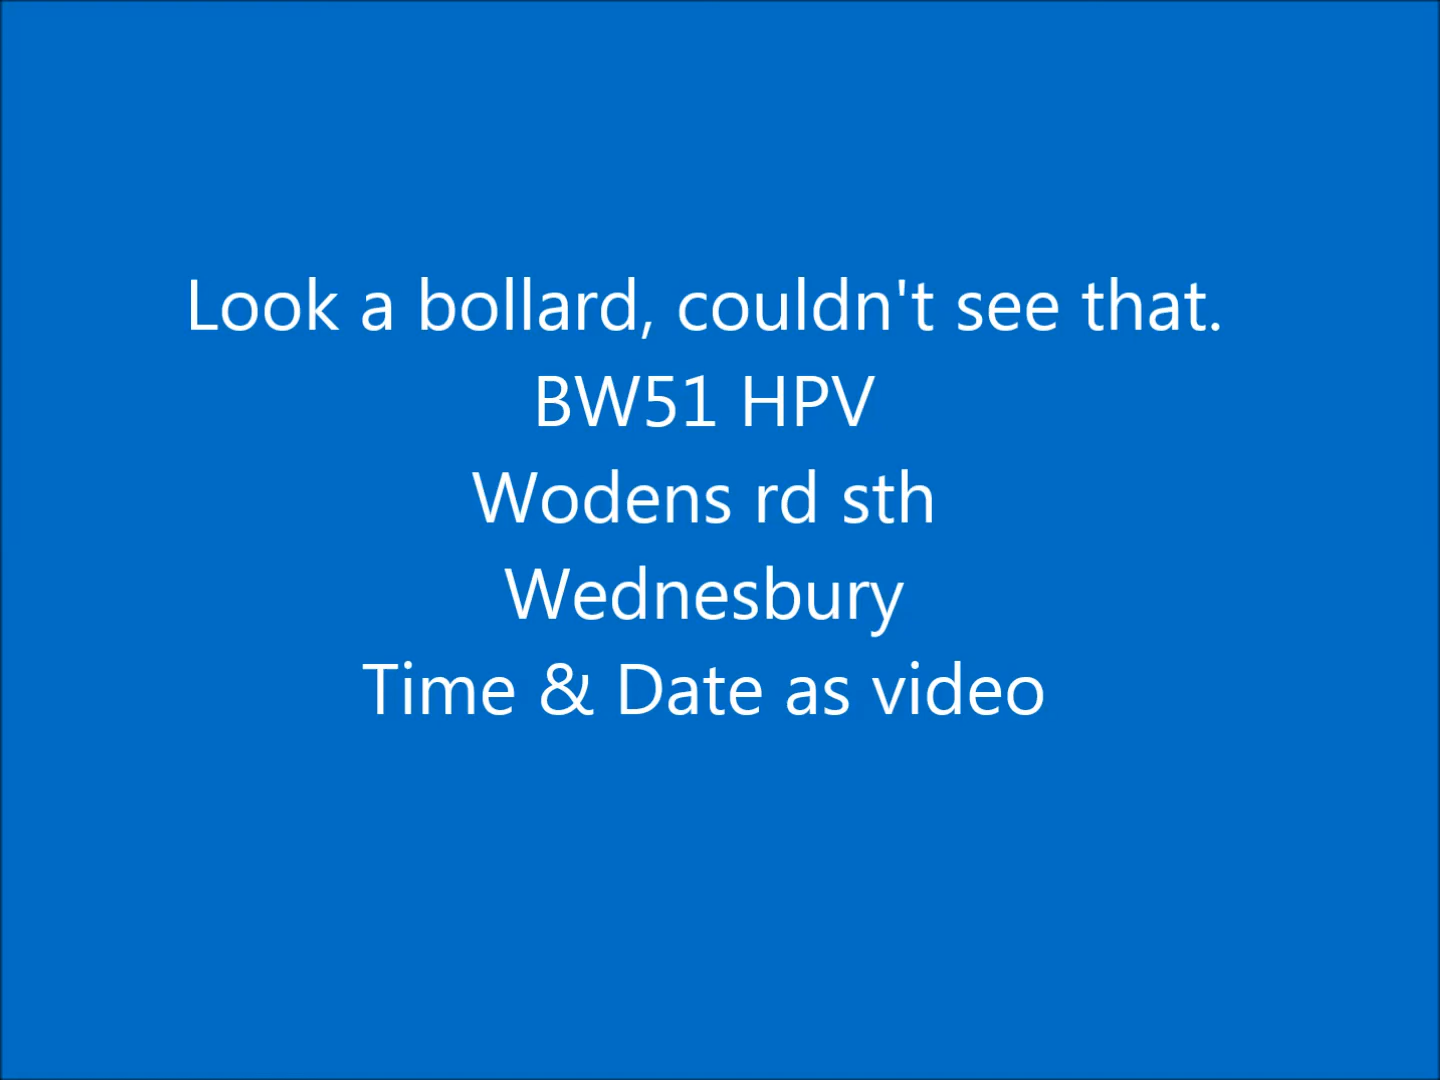 Look a bollard, couldn't see that.
BW51 HPV
Wodens rd sth
Wednesbury
Time & Date as video